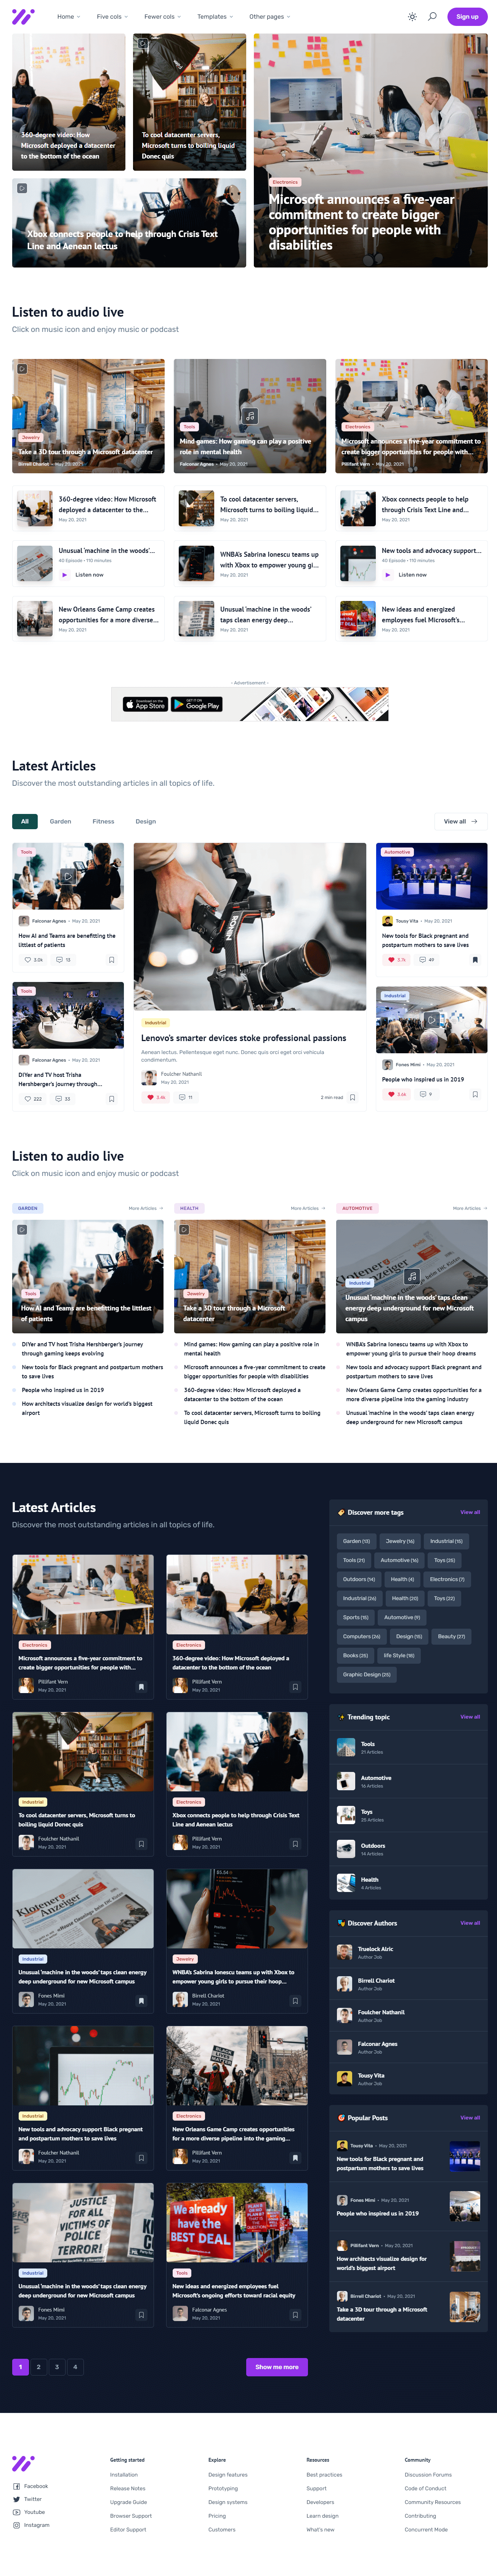 Home
Five cols
Fewer cols
Templates
Other pages
Sign up
360-degree video: How
Microsoft deployed a datacenter
to the bottom of the ocean
To cool datacenter servers,
Microsoft turns to boiling liquid
Donec quis
Xbox connects people to help through Crisis Text
Line and Aenean lectus
Electronics
Microsoft announces a five-year
commitment to create bigger
opportunities for people with
disabilities
Listen to audio live
Click on music icon and enjoy music or podcast
Jewelry
Take a 3D tour through a Microsoft datacenter
Birrell Chariot - May 20, 2021
Tools
Mind games: How gaming can play a positive
role in mental health
Falconar Agnes - May 20, 2021
Electronics
Microsoft announces a five-year commitment to
create bigger opportunities for people with...
Pillifant Vern - May 20, 2021
360-degree video: How Microsoft
deployed a datacenter to the...
May 20, 2021
To cool datacenter servers,
Microsoft turns to boiling liquid...
May 20, 2021
Xbox connects people to help
through Crisis Text Line and...
May 20, 2021
Unusual 'machine in the woods'...
40 Episode · 110 minutes
Listen now
WNBA's Sabrina Ionescu teams up
with Xbox to empower young gi...
May 20, 2021
New tools and advocacy support...
40 Episode · 110 minutes
Listen now
New Orleans Game Camp creates
opportunities for a more diverse...
May 20, 2021
Unusual 'machine in the woods'
taps clean energy deep...
May 20, 2021
New ideas and energized
employees fuel Microsoft's...
May 20, 2021
- Advertisement -
Download on the
App Store
GET IT ON
Google Play
Latest Articles
Discover the most outstanding articles in all topics of life.
All
Garden
Fitness
Design
View all
Tools
Falconar Agnes · May 20, 2021
How AI and Teams are benefitting the
littlest of patients
3.0k
13
Tools
Falconar Agnes · May 20, 2021
DiYer and TV host Trisha
Hershberger's journey through...
222
33
Nikon
Industrial
Lenovo's smarter devices stoke professional passions
Aenean lectus. Pellentesque eget nunc. Donec quis orci eget orci vehicula
condimentum.
Foulcher Nathanil
May 20, 2021
3.4k
11
2 min read
Automotive
Tousy Vita · May 20, 2021
New tools for Black pregnant and
postpartum mothers to save lives
3.7k
49
Industrial
Fones Mimi · May 20, 2021
People who inspired us in 2019
3.6k
9
Listen to audio live
Click on music icon and enjoy music or podcast
GARDEN
More Articles
Tools
How AI and Teams are benefitting the littlest
of patients
DiYer and TV host Trisha Hershberger's journey
through gaming keeps evolving
New tools for Black pregnant and postpartum mothers
to save lives
People who inspired us in 2019
How architects visualize design for world's biggest
airport
HEALTH
More Articles
Jewelry
Take a 3D tour through a Microsoft
datacenter
Mind games: How gaming can play a positive role in
mental health
Microsoft announces a five-year commitment to create
bigger opportunities for people with disabilities
360-degree video: How Microsoft deployed a
datacenter to the bottom of the ocean
To cool datacenter servers, Microsoft turns to boiling
liquid Donec quis
AUTOMOTIVE
More Articles
Industrial
Unusual 'machine in the woods' taps clean
energy deep underground for new Microsoft
campus
WNBA's Sabrina Ionescu teams up with Xbox to
empower young girls to pursue their hoop dreams
New tools and advocacy support Black pregnant and
postpartum mothers to save lives
New Orleans Game Camp creates opportunities for a
more diverse pipeline into the gaming industry
Unusual 'machine in the woods' taps clean energy
deep underground for new Microsoft campus
Latest Articles
Discover the most outstanding articles in all topics of life.
Electronics
Microsoft announces a five-year commitment to
create bigger opportunities for people with...
Pillifant Vern
May 20, 2021
Electronics
360-degree video: How Microsoft deployed a
datacenter to the bottom of the ocean
Pillifant Vern
May 20, 2021
Industrial
To cool datacenter servers, Microsoft turns to
boiling liquid Donec quis
Foulcher Nathanil
May 20, 2021
Electronics
Xbox connects people to help through Crisis Text
Line and Aenean lectus
Pillifant Vern
May 20, 2021
Klotener Anzeiger
Industrial
Unusual 'machine in the woods' taps clean energy
deep underground for new Microsoft campus
Fones Mimi
May 20, 2021
Jewelry
WNBA's Sabrina Ionescu teams up with Xbox to
empower young girls to pursue their hoop...
Birrell Chariot
May 20, 2021
Industrial
New tools and advocacy support Black pregnant
and postpartum mothers to save lives
Foulcher Nathanil
May 20, 2021
BLACK LIVES MATTER
Electronics
New Orleans Game Camp creates opportunities
for a more diverse pipeline into the gaming...
Pillifant Vern
May 20, 2021
JUSTICE
FOR ALL
VICTIMS OF
POLICE
TERROR!
Industrial
Unusual 'machine in the woods' taps clean energy
deep underground for new Microsoft campus
Fones Mimi
May 20, 2021
We already
have the
BEST DEAL
Tools
New ideas and energized employees fuel
Microsoft's ongoing efforts toward racial equity
Falconar Agnes
May 20, 2021
1
2
3
4
Show me more
Discover more tags
View all
Garden (13)
Jewelry (16)
Industrial (15)
Tools (21)
Automotive (16)
Toys (25)
Outdoors (14)
Health (4)
Electronics (7)
Industrial (26)
Health (20)
Toys (22)
Sports (15)
Automotive (9)
Computers (26)
Design (15)
Beauty (27)
Books (25)
life Style (18)
Graphic Design (25)
Trending topic
View all
Tools
21 Articles
Automotive
16 Articles
Toys
25 Articles
Outdoors
14 Articles
Health
4 Articles
Discover Authors
View all
Truelock Alric
Author Job
Birrell Chariot
Author Job
Foulcher Nathanil
Author Job
Falconar Agnes
Author Job
Tousy Vita
Author Job
Popular Posts
View all
Tousy Vita · May 20, 2021
New tools for Black pregnant and
postpartum mothers to save lives
Fones Mimi · May 20, 2021
People who inspired us in 2019
Pillifant Vern · May 20, 2021
How architects visualize design for
world's biggest airport
Birrell Chariot · May 20, 2021
Take a 3D tour through a Microsoft
datacenter
Facebook
Twitter
Youtube
Instagram
Getting started
Installation
Release Notes
Upgrade Guide
Browser Support
Editor Support
Explore
Design features
Prototyping
Design systems
Pricing
Customers
Resources
Best practices
Support
Developers
Learn design
What's new
Community
Discussion Forums
Code of Conduct
Community Resources
Contributing
Concurrent Mode